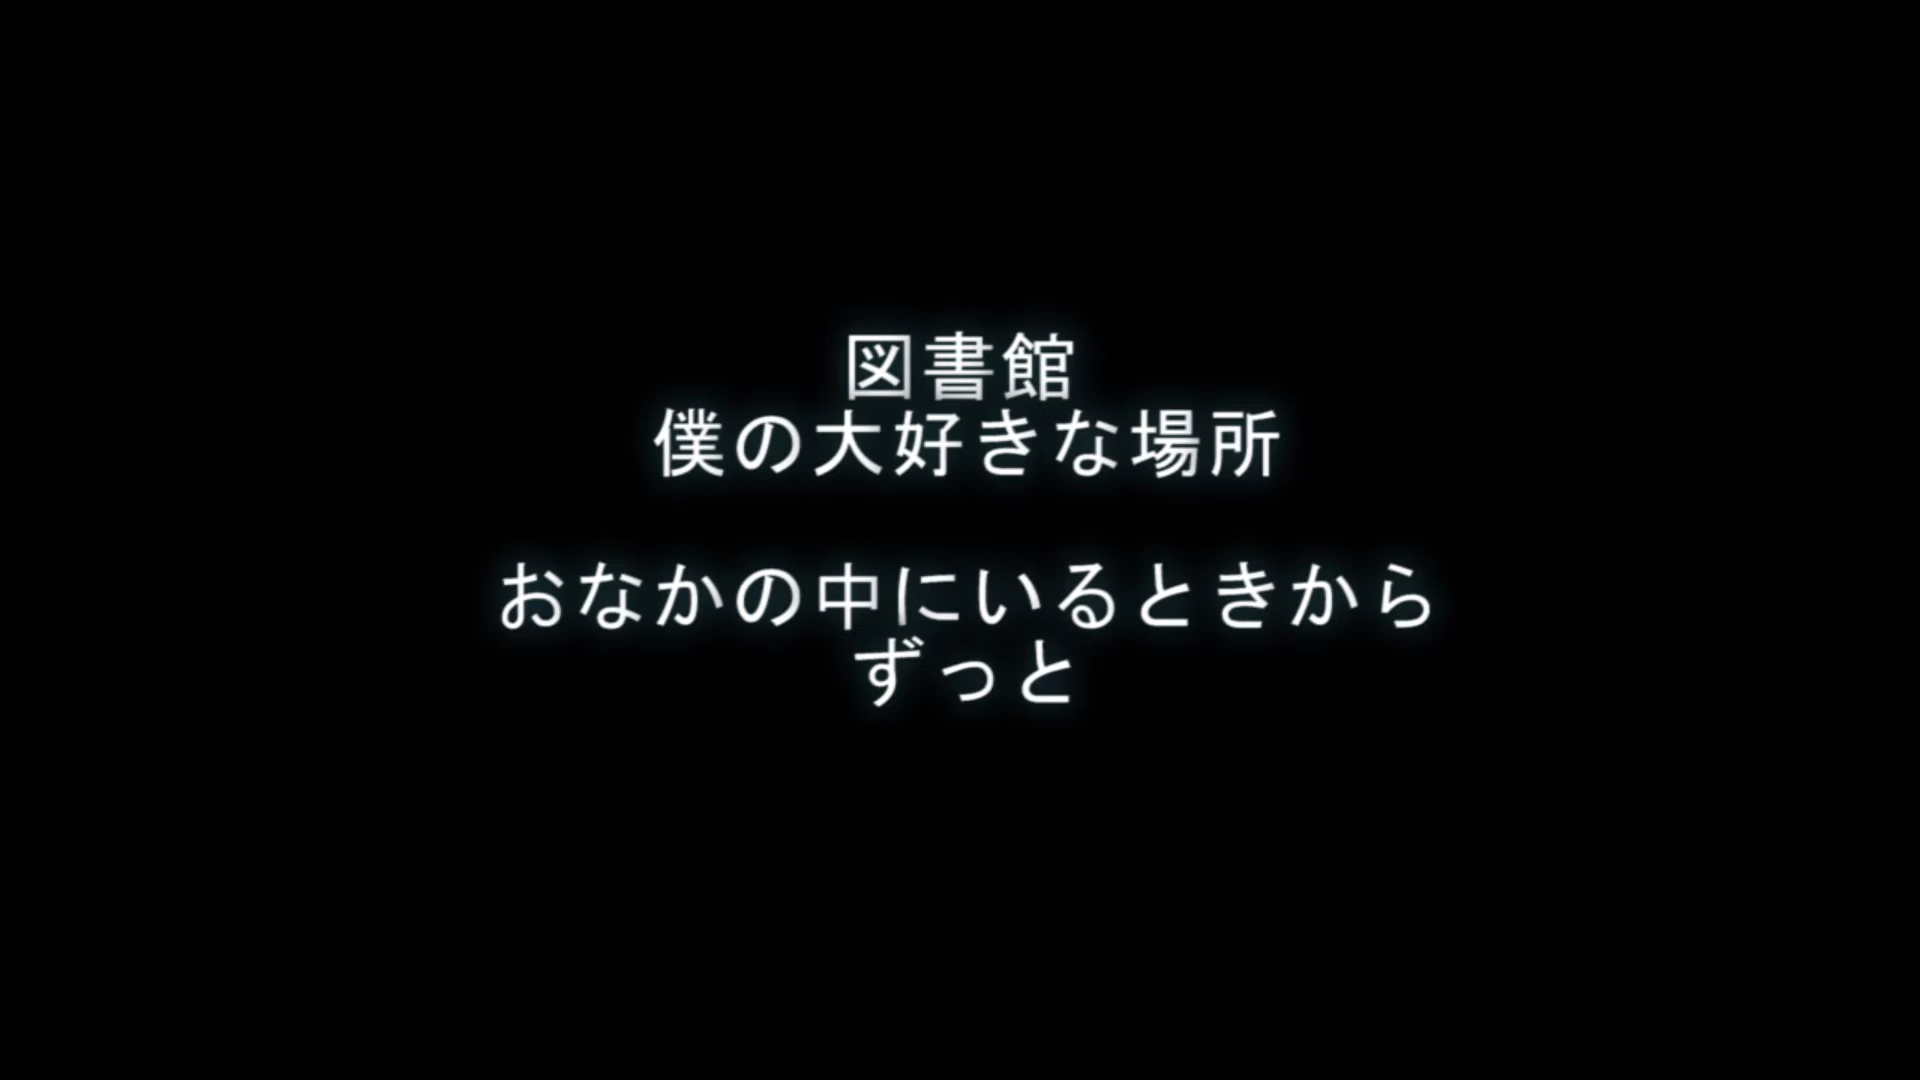 図書館
僕の大好きな場所
おなかの中にいるときから
ずっと